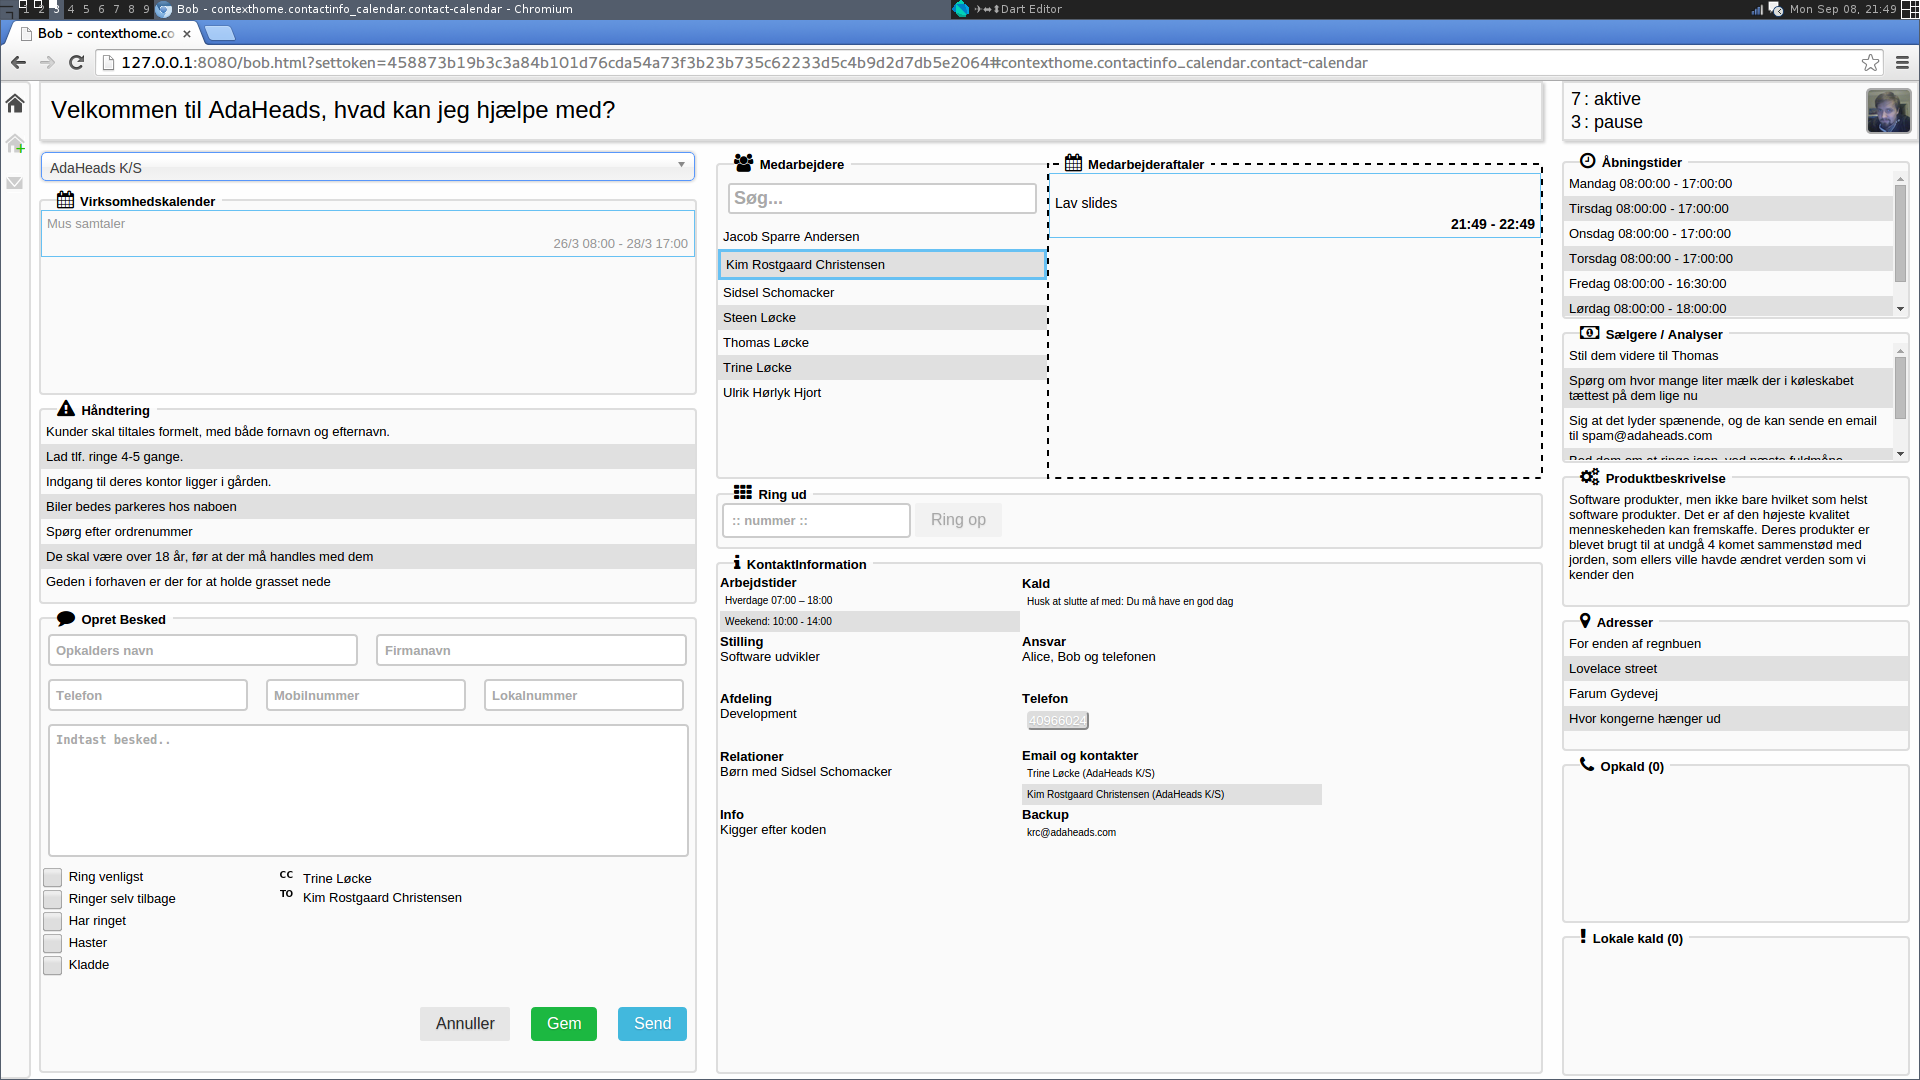 1 2 3 4 5 6 7 8 9 Bob - contexthome.contactinfo_calendar.contact-calendar - Chromium
Dart Editor
Mon Sep 08, 21:49
Bob - contexthome.co
127.0.0.1:8080/bob.html?settoken=458873b19b3c3a84b101d76cda54a73f3b23b735c62233d5c4b9d2d7db5e2064#contexthome.contactinfo_calendar.contact-calendar
Velkommen til AdaHeads, hvad kan jeg hjælpe med?
7 : aktive
3 : pause
AdaHeads K/S
Virksomhedskalender
Mus samtaler
26/3 08:00 - 28/3 17:00
Håndtering
Kunder skal tiltales formelt, med både fornavn og efternavn.
Lad tlf. ringe 4-5 gange.
Indgang til deres kontor ligger i gården.
Biler bedes parkeres hos naboen
Spørg efter ordrenummer
De skal være over 18 år, før at der må handles med dem
Geden i forhaven er der for at holde grasset nede
Opret Besked
Opkalders navn
Firmanavn
Telefon
Mobilnummer
Lokalnummer
Indtast besked..
Ring venligst
Ringer selv tilbage
Har ringet
Haster
Kladde
CC Trine Løcke
TO Kim Rostgaard Christensen
Annuller
Gem
Send
Medarbejdere
Søg...
Jacob Sparre Andersen
Kim Rostgaard Christensen
Sidsel Schomacker
Steen Løcke
Thomas Løcke
Trine Løcke
Ulrik Hørlyk Hjort
Medarbejderaftaler
Lav slides
21:49 - 22:49
Ring ud
:: nummer ::
Ring op
KontaktInformation
Arbejdstider
Hverdage 07:00 – 18:00
Weekend: 10:00 - 14:00
Kald
Husk at slutte af med: Du må have en god dag
Stilling
Software udvikler
Ansvar
Alice, Bob og telefonen
Afdeling
Development
Telefon
40966024
Relationer
Børn med Sidsel Schomacker
Email og kontakter
Trine Løcke (AdaHeads K/S)
Kim Rostgaard Christensen (AdaHeads K/S)
Info
Kigger efter koden
Backup
krc@adaheads.com
Åbningstider
Mandag 08:00:00 - 17:00:00
Tirsdag 08:00:00 - 17:00:00
Onsdag 08:00:00 - 17:00:00
Torsdag 08:00:00 - 17:00:00
Fredag 08:00:00 - 16:30:00
Lørdag 08:00:00 - 18:00:00
Sælgere / Analyser
Stil dem videre til Thomas
Spørg om hvor mange liter mælk der i køleskabet
tættest på dem lige nu
Sig at det lyder spænende, og de kan sende en email
til spam@adaheads.com
Bed dem om at ringe igen, ved næste fuldmåne
Produktbeskrivelse
Software produkter, men ikke bare hvilket som helst
software produkter. Det er af den højeste kvalitet
menneskeheden kan fremskaffe. Deres produkter er
blevet brugt til at undgå 4 komet sammenstød med
jorden, som ellers ville havde ændret verden som vi
kender den
Adresser
For enden af regnbuen
Lovelace street
Farum Gydevej
Hvor kongerne hænger ud
Opkald (0)
Lokale kald (0)